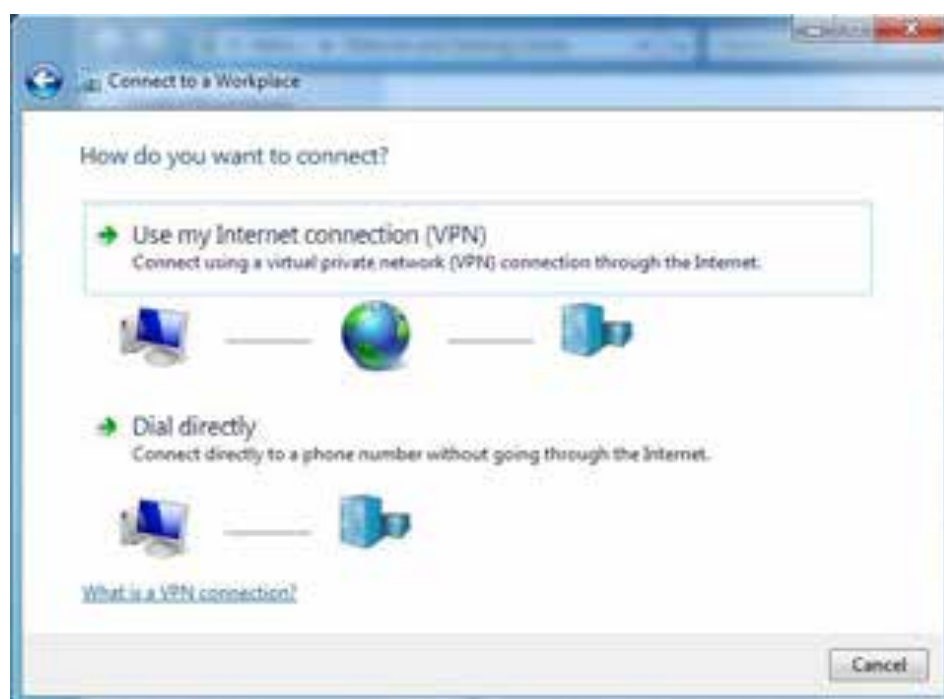 Connect to a Workplace
How do you want to connect?
Use my Internet connection (VPN)
Connect using a virtual private network (VPN) connection through the Internet.
Dial directly
Connect directly to a phone number without going through the Internet.
What is a VPN connection?
Cancel